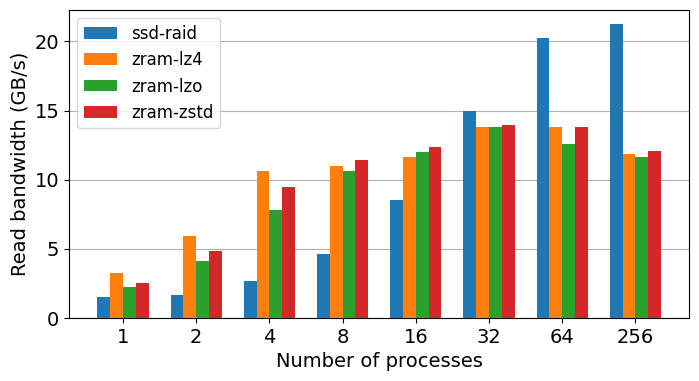 ssd-raid
zram-lz4
zram-lzo
zram-zstd
Read bandwidth (GB/s)
20
15
10
5
0
1 2 4 8 16 32 64 256
Number of processes